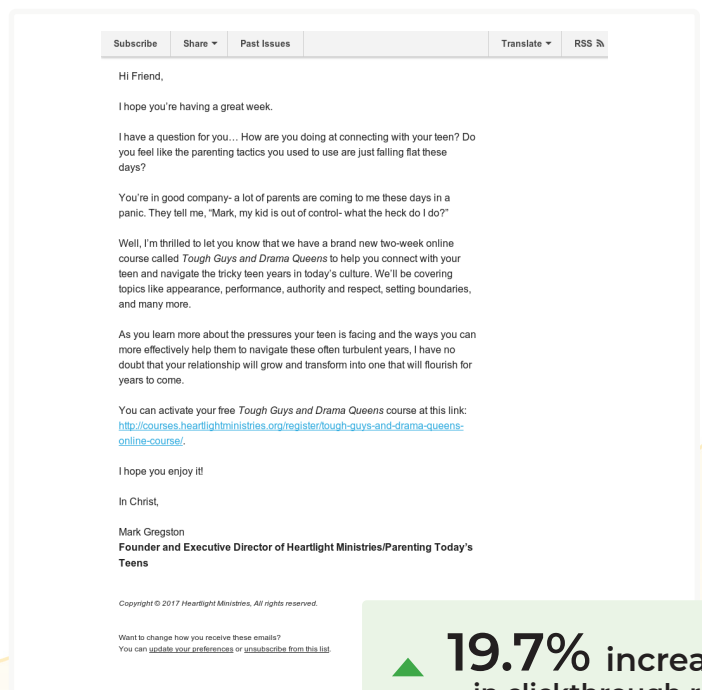 Subscribe Share Past Issues Translate RSS
Hi Friend,
I hope you're having a great week.
I have a question for you… How are you doing at connecting with your teen? Do
you feel like the parenting tactics you used to use are just falling flat these
days?
You're in good company- a lot of parents are coming to me these days in a
panic. They tell me, “Mark, my kid is out of control- what the heck do I do?”
Well, I'm thrilled to let you know that we have a brand new two-week online
course called Tough Guys and Drama Queens to help you connect with your
teen and navigate the tricky teen years in today's culture. We'll be covering
topics like appearance, performance, authority and respect, setting boundaries,
and many more.
As you learn more about the pressures your teen is facing and the ways you can
more effectively help them to navigate these often turbulent years, I have no
doubt that your relationship will grow and transform into one that will flourish for
years to come.
You can activate your free Tough Guys and Drama Queens course at this link:
http://courses.heartlightministries.org/register/tough-guys-and-drama-queens-
online-course/.
I hope you enjoy it!
In Christ,
Mark Gregston
Founder and Executive Director of Heartlight Ministries/Parenting Today's
Teens
Copyright © 2017 Heartlight Ministries, All rights reserved.
Want to change how you receive these emails?
You can update your preferences or unsubscribe from this list.
19.7%
in clickthrough